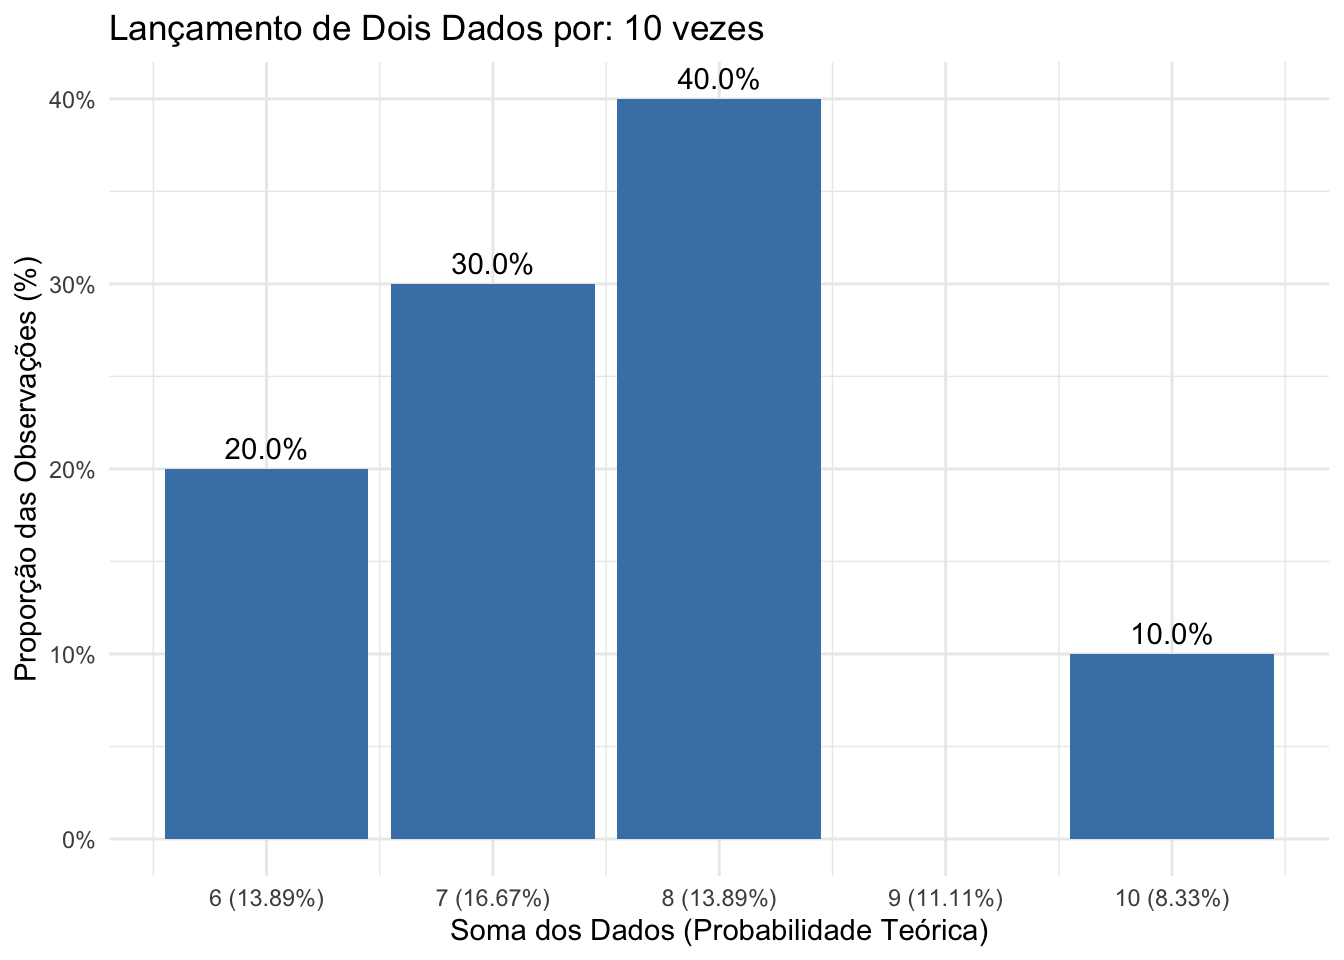 Lançamento de Dois Dados por: 10 vezes
40.0%
40%
30.0%
30%
20.0%
20%
10.0%
10%
0%
Proporção das Observações (%)
6 (13.89%) 7 (16.67%) 8 (13.89%) 9 (11.11%) 10 (8.33%)
Soma dos Dados (Probabilidade Teórica)